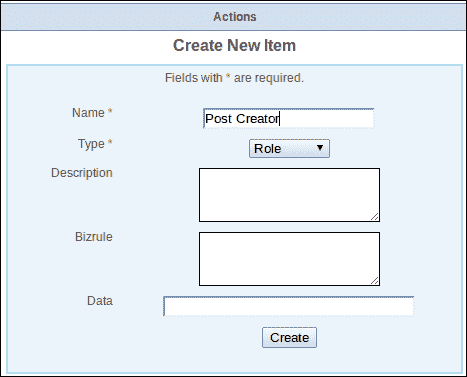 Actions
Create New Item
Fields with * are required.
Name * Post Creator
Type * Role
Description
Bizrule
Data
Create